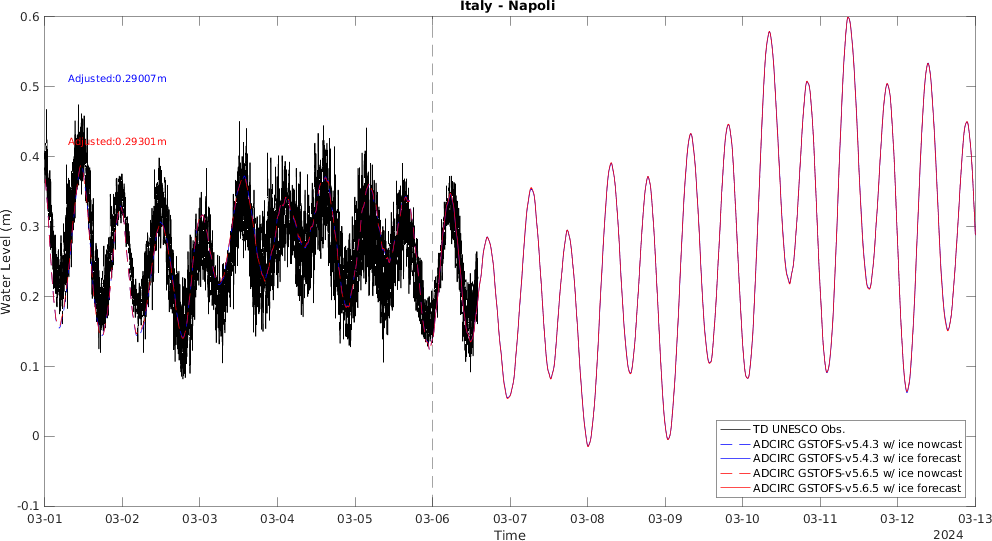 Italy - Napoli
0.6
0.5
0.4
0.3
0.2
0.1
0
-0.1
Water Level (m)
Adjusted:0.29007m
Adjusted:0.29301m
TD UNESCO Obs.
ADCIRC GSTOFS-v5.4.3 w/ ice nowcast
ADCIRC GSTOFS-v5.4.3 w/ ice forecast
ADCIRC GSTOFS-v5.6.5 w/ ice nowcast
ADCIRC GSTOFS-v5.6.5 w/ ice forecast
03-01 03-02 03-03 03-04 03-05 03-06 03-07 03-08 03-09 03-10 03-11 03-12 03-13
Time
2024